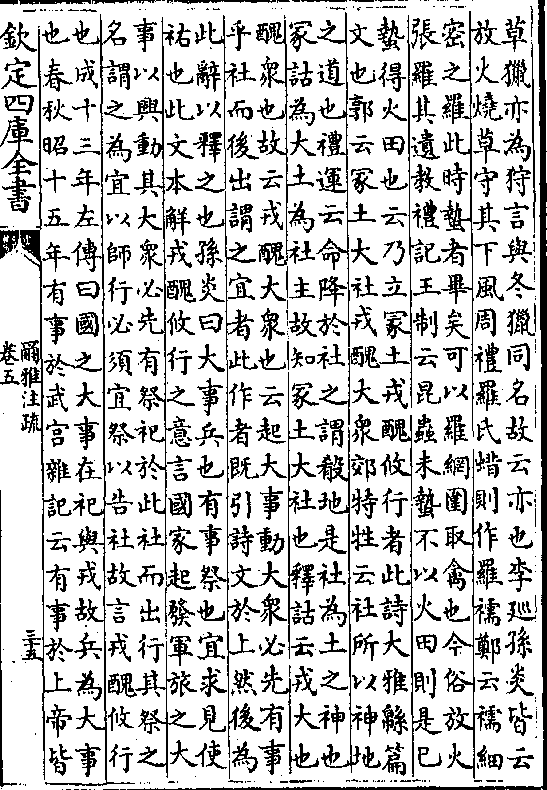 草獵亦為狩言與冬獵同名故云亦也李廵孫炎皆云
放火燒草守其下風周禮羅氏蜡則作羅襦鄭云襦細
密之羅此時蟄者畢矣可以羅網圍取禽也今俗放火
張羅其遺教禮記王制云昆蟲未蟄不以火田則是已
蟄得火田也云乃立冢土戎醜攸行者此詩大雅緜篇
文也郭云冢土大社戎醜大衆郊特牲云社所以神地
之道也禮運云命降於社之謂殽地是社為土之神也
冢詁為大土為社主故知冢土大社也釋詁云戎大也
醜衆也故云戎醜大衆也云起大事動大衆必先有事
乎社而後出謂之宜者此作者既引詩文於上然後為
此辭以釋之也孫炎曰大事兵也有事祭也宜求見使
祐也此文本解戎醜攸行之意言國家起發軍旅之大
事以興動其大衆必先有祭祀於此社而出行其祭之
名謂之為宜以師行必須宜祭以告社故言戎醜攸行
也成十三年左傳曰國之大事在祀與戎故兵為大事
也春秋昭十五年有事於武宫雜記云有事於上帝皆
欽定四庫全書
爾雅注疏
卷五
三十五